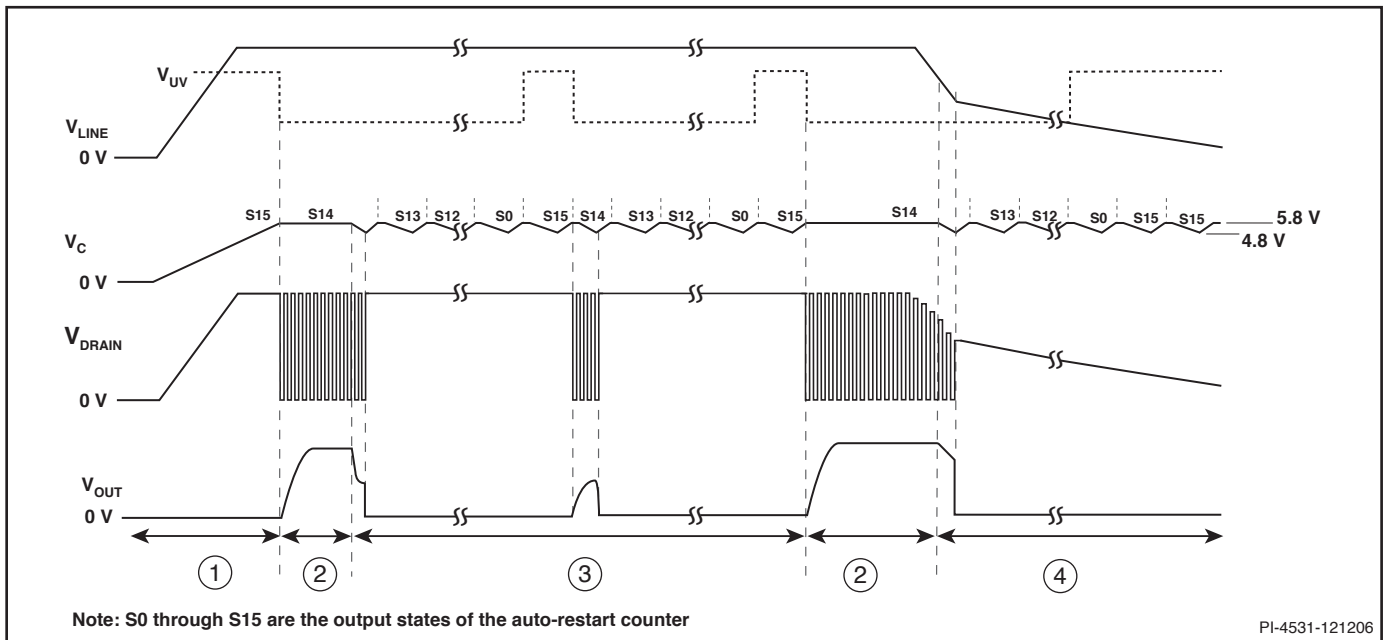 V_UV
V_LINE
0 V
S15 S14 S13 S12 S0 S15 S14 S13 S12 S0 S15 S14 S13 S12 S0 S15 S15 5.8 V
4.8 V
V_C
0 V
V_DRAIN
0 V
V_OUT
0 V
1 2 3 2 4
Note: S0 through S15 are the output states of the auto-restart counter
PI-4531-121206